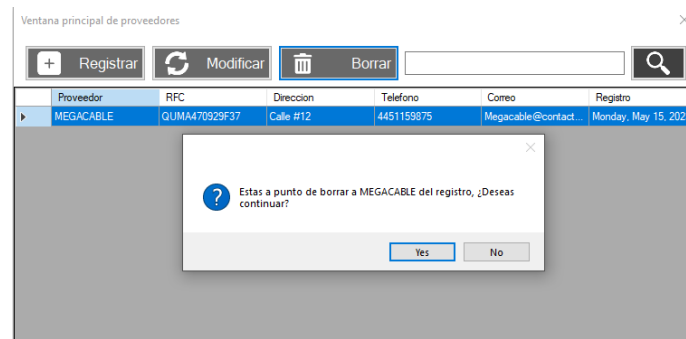 Ventana principal de proveedores
Registrar Modificar Borrar
Proveedor RFC Direccion Telefono Correo Registro
MEGACABLE QUMA470929F37 Calle #12 4451159875 Megacable@contact... Monday, May 15, 202
Estas a punto de borrar a MEGACABLE del registro, ¿Deseas
continuar?
Yes No